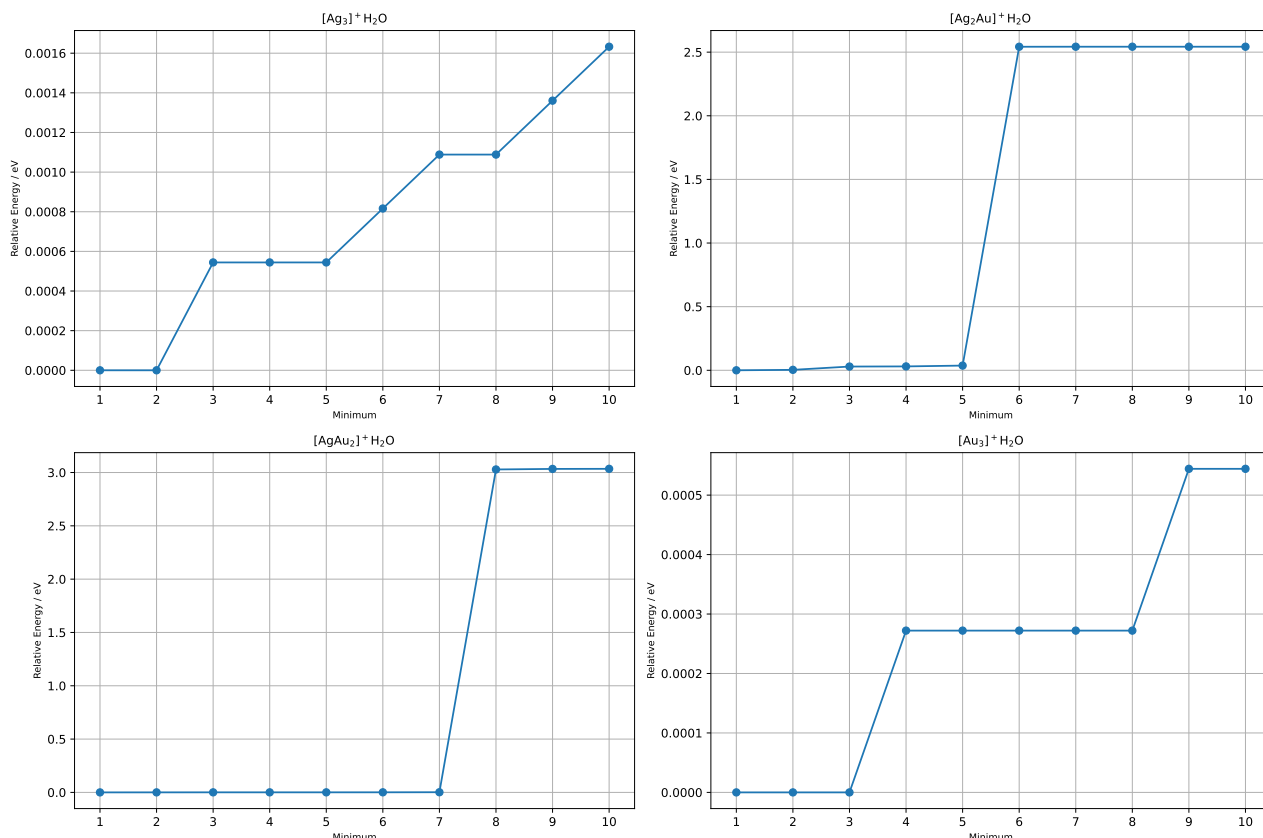 [Ag₃]⁺H₂O
Relative Energy / eV
0.0016
0.0014
0.0012
0.0010
0.0008
0.0006
0.0004
0.0002
0.0000
1 2 3 4 5 6 7 8 9 10
Minimum
[Ag₂Au]⁺H₂O
Relative Energy / eV
2.5
2.0
1.5
1.0
0.5
0.0
1 2 3 4 5 6 7 8 9 10
Minimum
[AgAu₂]⁺H₂O
Relative Energy / eV
3.0
2.5
2.0
1.5
1.0
0.5
0.0
1 2 3 4 5 6 7 8 9 10
Minimum
[Au₃]⁺H₂O
Relative Energy / eV
0.0005
0.0004
0.0003
0.0002
0.0001
0.0000
1 2 3 4 5 6 7 8 9 10
Minimum